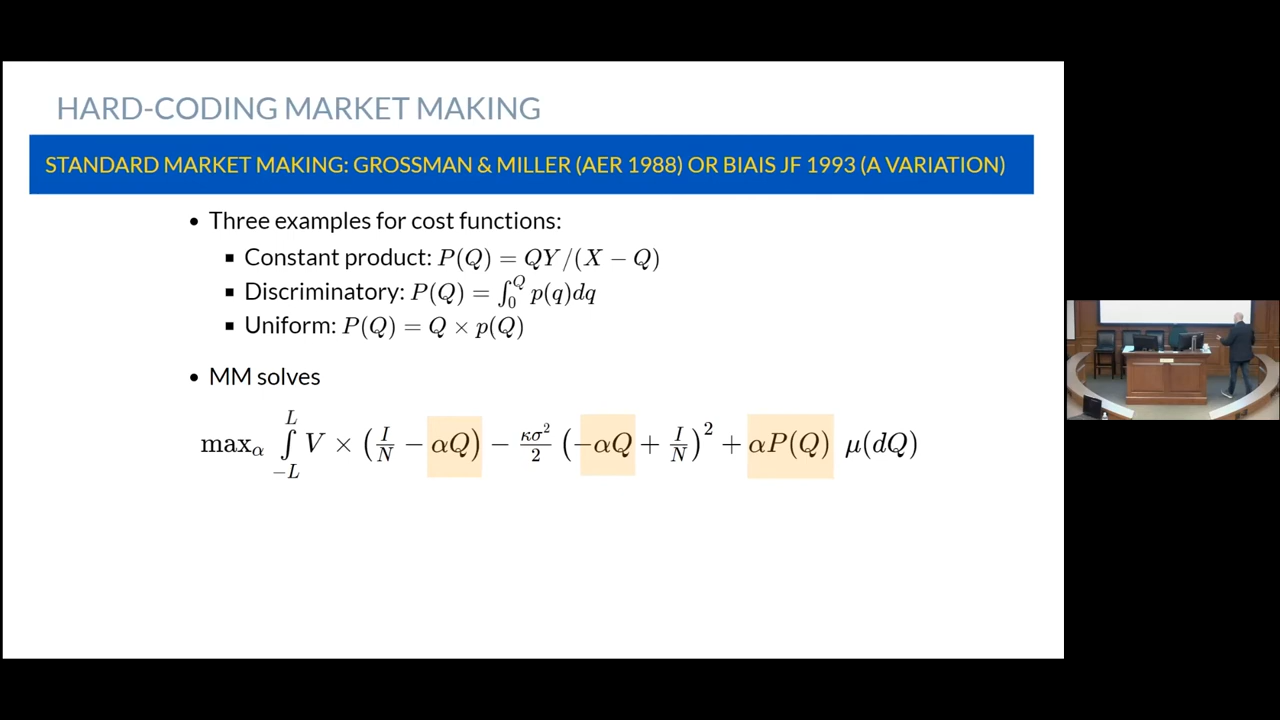 HARD-CODING MARKET MAKING
STANDARD MARKET MAKING: GROSSMAN & MILLER (AER 1988) OR BIAIS JF 1993 (A VARIATION)
• Three examples for cost functions:
▪ Constant product: P(Q) = QY/(X − Q)
▪ Discriminatory: P(Q) = ∫₀^Q p(q)dq
▪ Uniform: P(Q) = Q × p(Q)
• MM solves
max_α ∫_{−L}^{L} V × (I/N − αQ) − κσ²/2 (−αQ + I/N)² + αP(Q) μ(dQ)